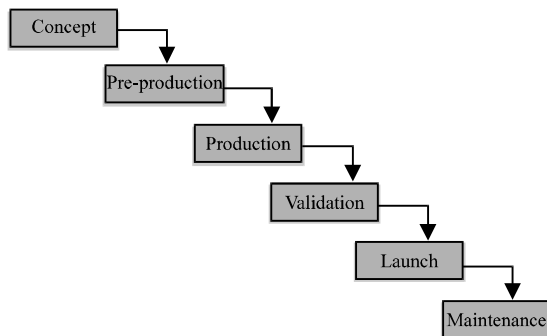 Concept
Pre-production
Production
Validation
Launch
Maintenance